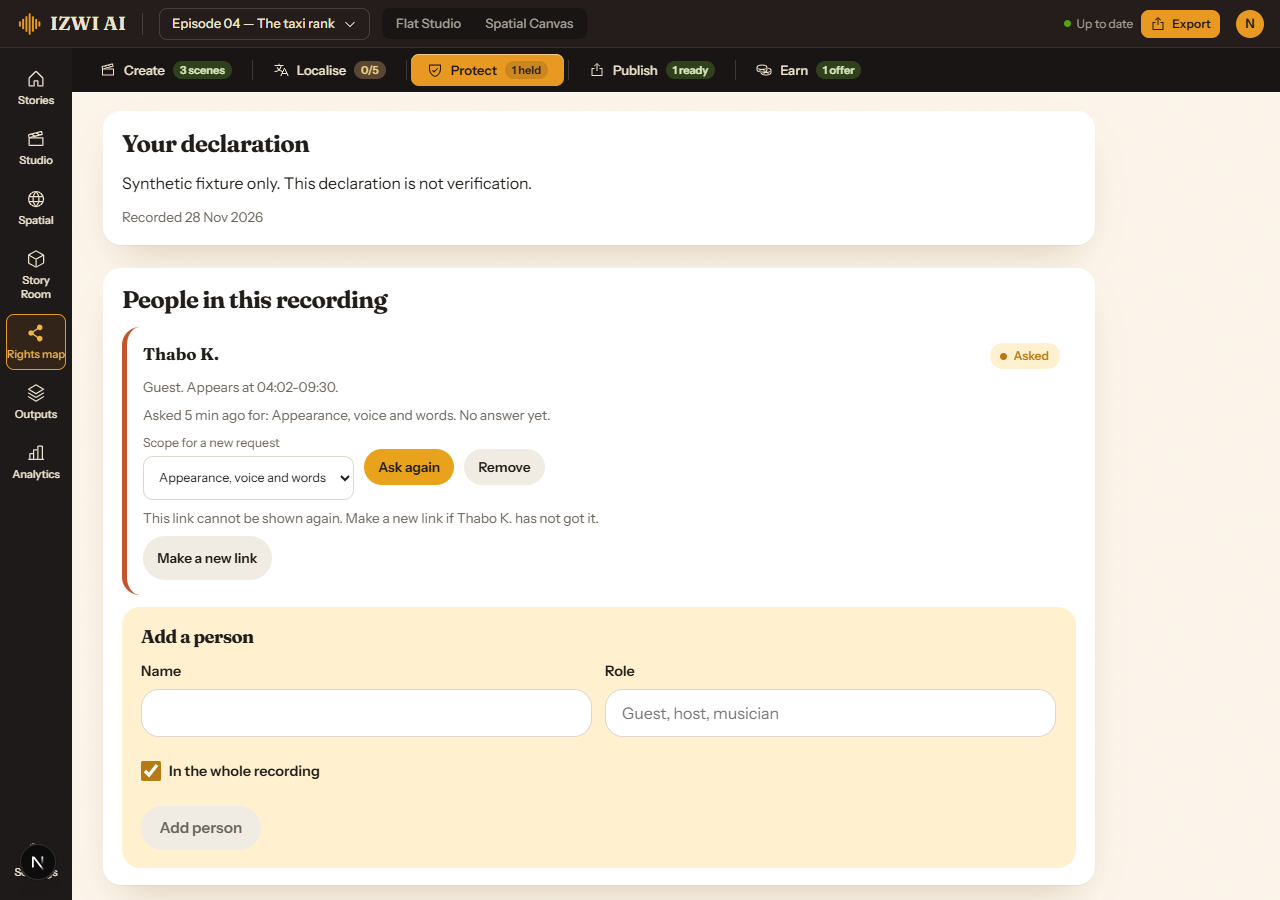 IZWI AI
Episode 04 — The taxi rank
Flat Studio
Spatial Canvas
Up to date
Export
N
Create
3 scenes
Localise
0/5
Protect
1 held
Publish
1 ready
Earn
1 offer
Stories
Studio
Spatial
Story
Room
Rights map
Outputs
Analytics
N
Your declaration
Synthetic fixture only. This declaration is not verification.
Recorded 28 Nov 2026
People in this recording
Thabo K.
Asked
Guest. Appears at 04:02-09:30.
Asked 5 min ago for: Appearance, voice and words. No answer yet.
Scope for a new request
Appearance, voice and words
Ask again
Remove
This link cannot be shown again. Make a new link if Thabo K. has not got it.
Make a new link
Add a person
Name
Role
Guest, host, musician
In the whole recording
Add person